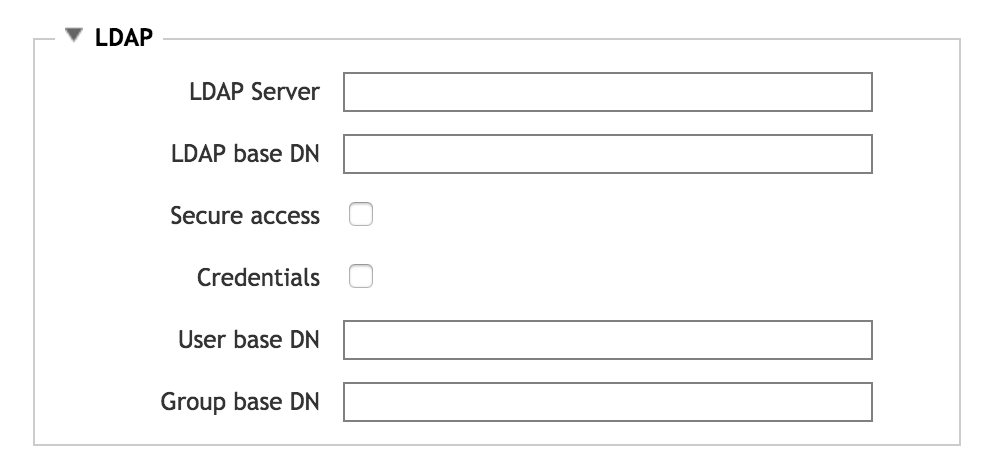 LDAP
LDAP Server
LDAP base DN
Secure access
Credentials
User base DN
Group base DN